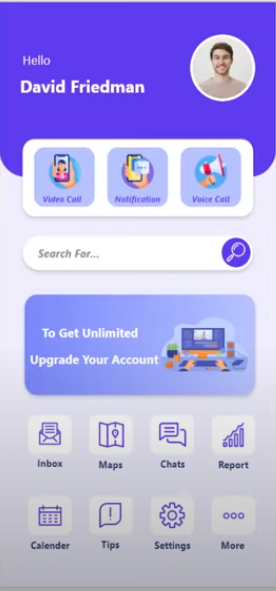 Hello
David Friedman
Video Call Notification Voice Call
Search For...
To Get Unlimited
Upgrade Your Account
Inbox Maps Chats Report
Calender Tips Settings More